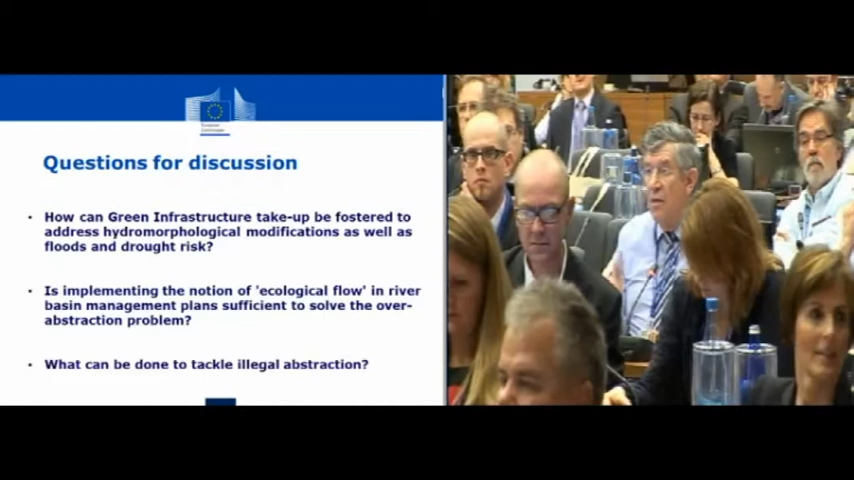 European
Commission
Questions for discussion
• How can Green Infrastructure take-up be fostered to
address hydromorphological modifications as well as
floods and drought risk?
• Is implementing the notion of 'ecological flow' in river
basin management plans sufficient to solve the over-
abstraction problem?
• What can be done to tackle illegal abstraction?